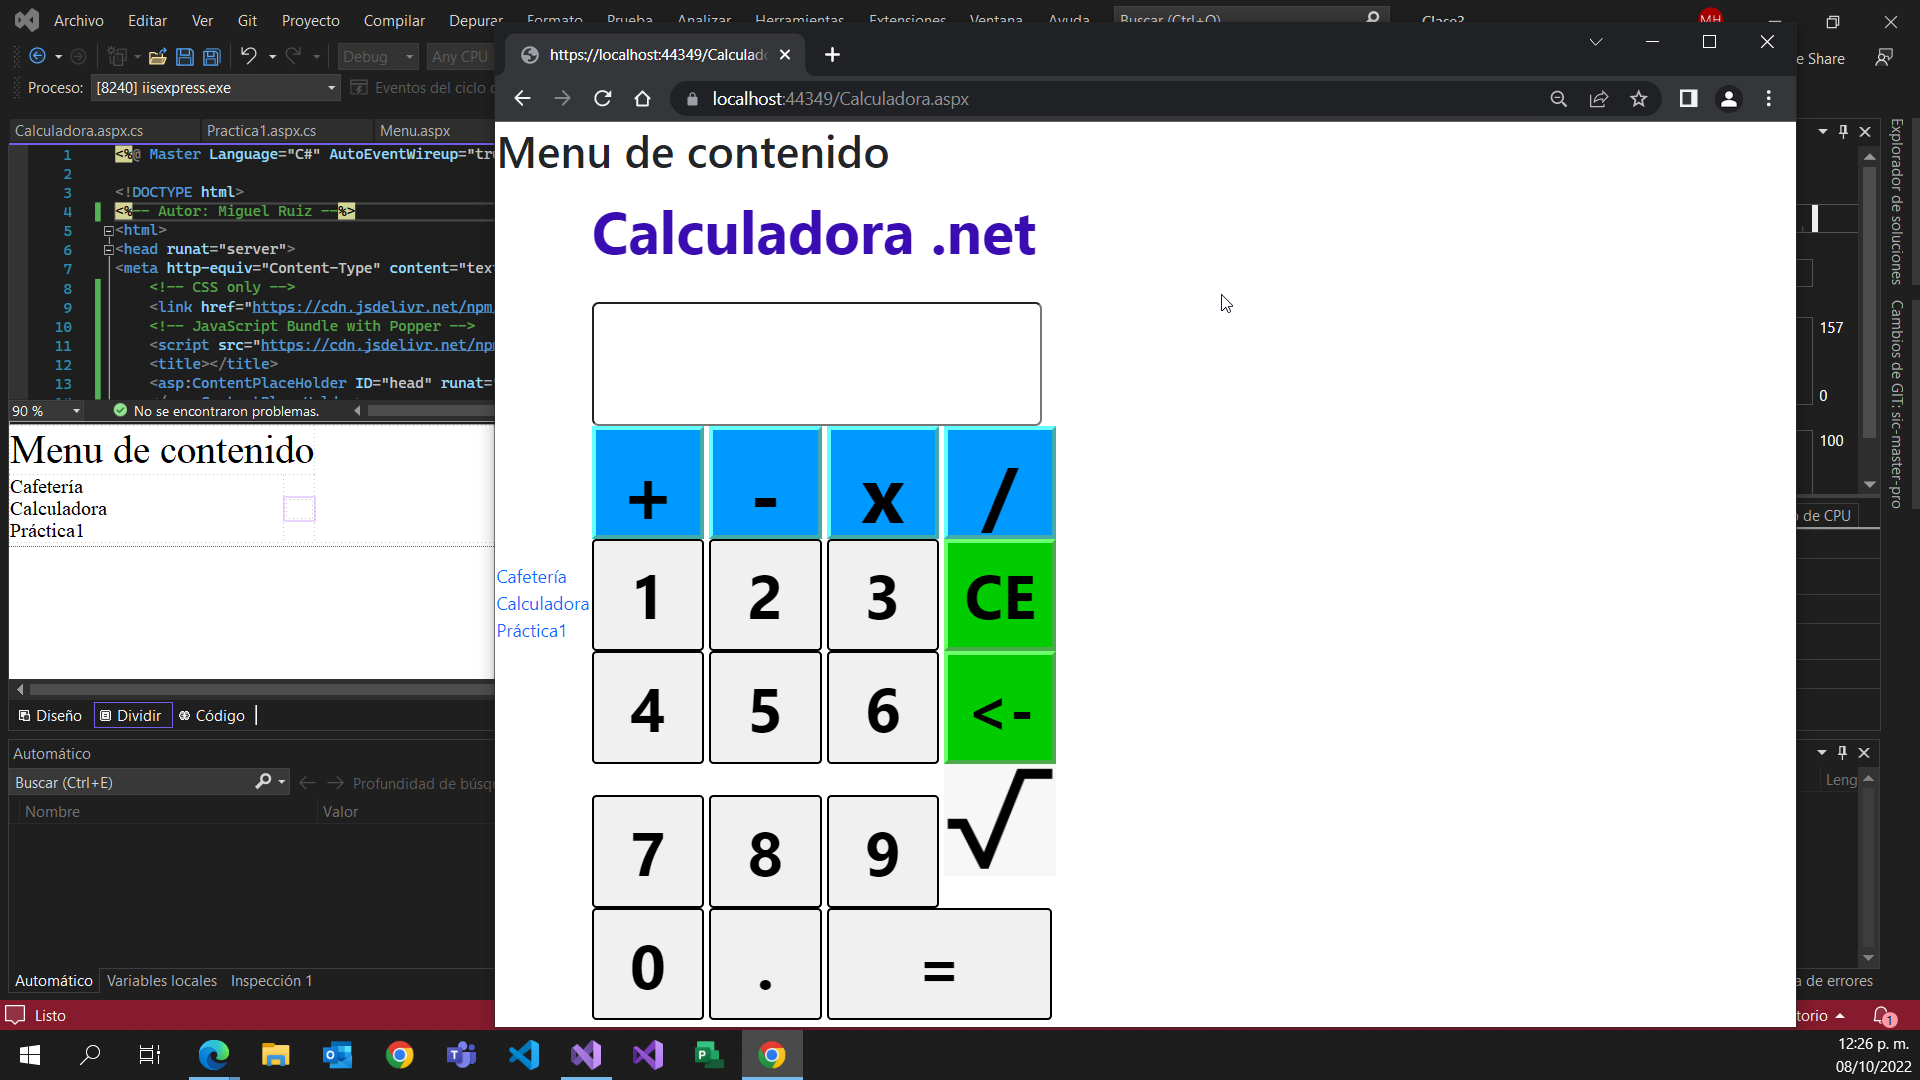 Archivo Editar Ver Git Proyecto Compilar Depurar Formato Prueba Analizar Herramientas Extensiones Ventana Ayuda Buscar (Ctrl+Q) Clase3 MH
Debug Any CPU
e Share
Proceso: [8240] iisexpress.exe Eventos del ciclo
Calculadora.aspx.cs Practica1.aspx.cs Menu.aspx
1 <%@ Master Language="C#" AutoEventWireup="tru
2
3 <!DOCTYPE html>
4 <%-- Autor: Miguel Ruiz --%>
5 <html>
6 <head runat="server">
7 <meta http-equiv="Content-Type" content="text
8 <!-- CSS only -->
9 <link href="https://cdn.jsdelivr.net/npm
10 <!-- JavaScript Bundle with Popper -->
11 <script src="https://cdn.jsdelivr.net/npm
12 <title></title>
13 <asp:ContentPlaceHolder ID="head" runat="
90 % No se encontraron problemas.
Menu de contenido
Cafetería
Calculadora
Práctica1
Diseño Dividir Código
Automático
Buscar (Ctrl+E) Profundidad de búsqu
Nombre Valor
Automático Variables locales Inspección 1
Listo
https://localhost:44349/Calculad
localhost:44349/Calculadora.aspx
Menu de contenido
Calculadora .net
+ - x /
1 2 3 CE
Cafetería
Calculadora
Práctica1
4 5 6 <-
7 8 9 √
0 . =
Explorador de soluciones
Cambios de GIT: sic-master-pro
157
0
100
o de CPU
Leng
a de errores
torio 1
12:26 p. m.
08/10/2022